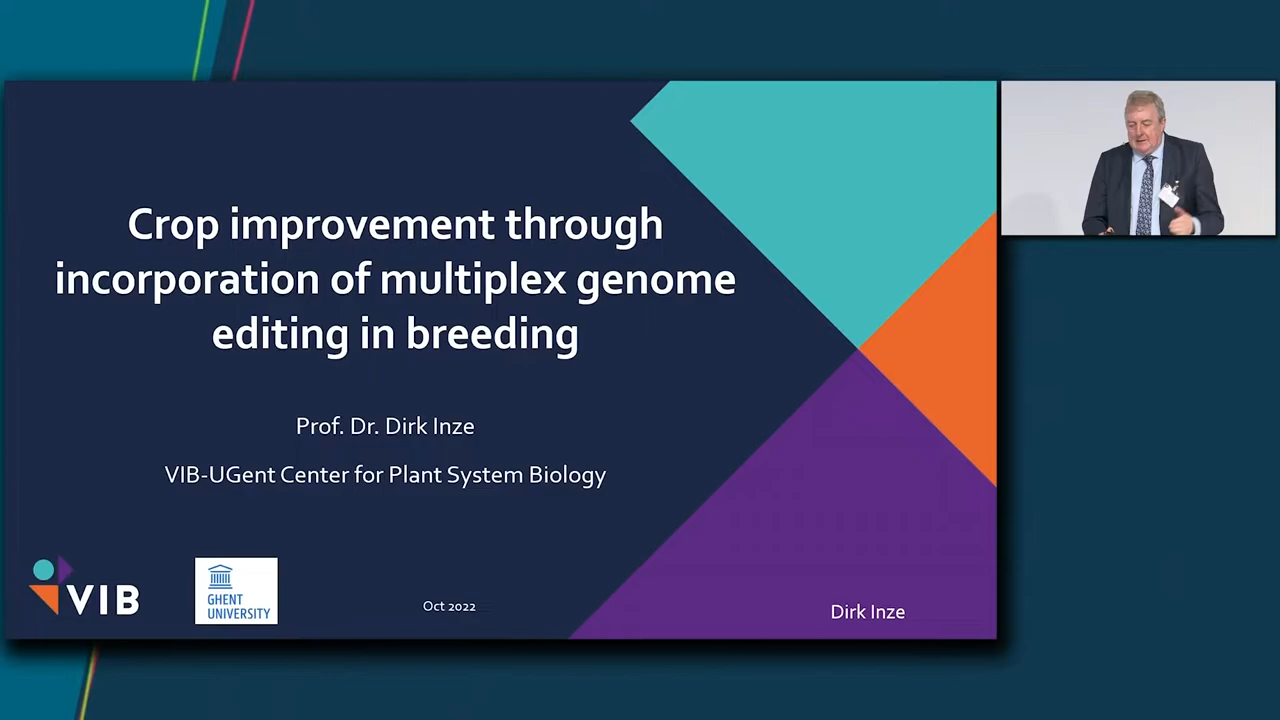 Crop improvement through
incorporation of multiplex genome
editing in breeding
Prof. Dr. Dirk Inze
VIB-UGent Center for Plant System Biology
VIB
GHENT
UNIVERSITY
Oct 2022
Dirk Inze